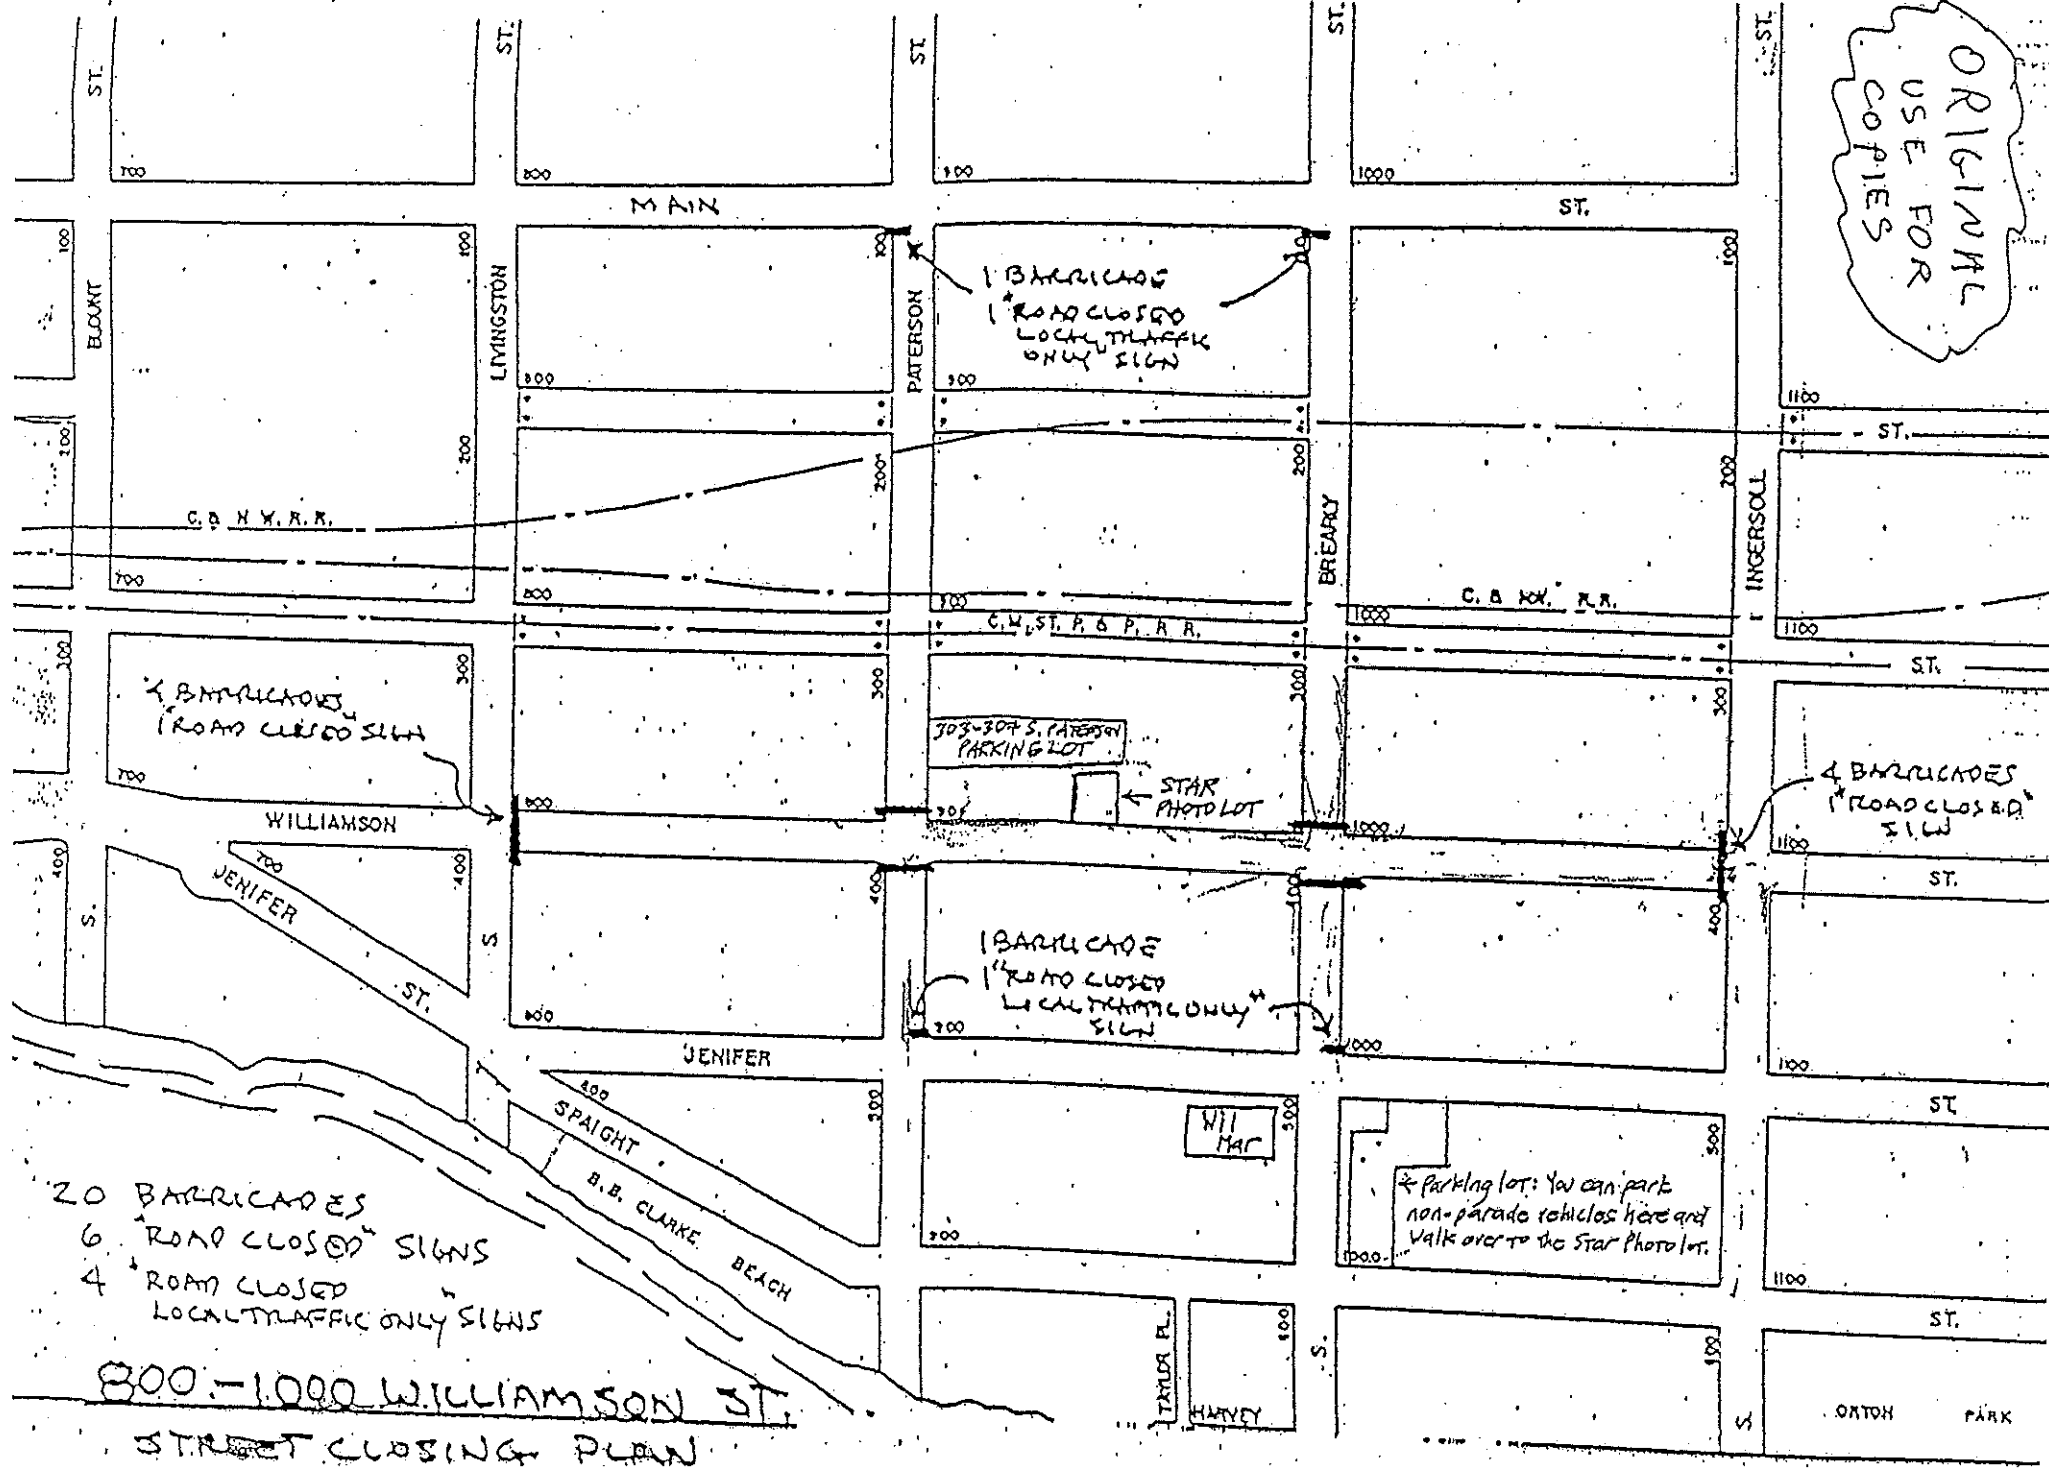 ST.
ST.
ST.
ST.
ST.
ORIGINAL
USE FOR
COPIES
700
800
900
1000
MAIN
ST.
100
100
100
100
100
BLOUNT
LIVINGSTON
PATERSON
1 BARRICADE
1 "ROAD CLOSED
LOCAL TRAFFIC
ONLY" SIGN
800
900
1100
ST.
200
200
200
200
200
BREARLY
INGERSOLL
C. & N.W. R.R.
700
800
900
C. & N.W. R.R.
1000
1100
C. M. ST. P. & P. R. R.
ST.
300
300
300
300
300
4 BARRICADES
1 "ROAD CLOSED" SIGN
303-307 S. PATERSON
PARKING LOT
STAR
PHOTO LOT
4 BARRICADES
1 "ROAD CLOSED"
SIGN
700
800
900
1000
1100
WILLIAMSON
ST.
400
700
400
400
400
400
JENIFER
ST.
S.
S.
1 BARRICADE
1 "ROAD CLOSED
LOCAL TRAFFIC ONLY"
SIGN
800
900
1000
1100
JENIFER
ST.
800
500
500
500
SPAIGHT
Wil
Mar
B.B. CLARKE
BEACH
* Parking lot: You can park
non-parade vehicles here and
walk over to the Star Photo lot.
900
1000
1100
ST.
20 BARRICADES
6 "ROAD CLOSED" SIGNS
4 "ROAD CLOSED
LOCAL TRAFFIC ONLY" SIGNS
TAYLOR PL.
HARVEY
600
S.
600
S.
ORTON PARK
800-1000 WILLIAMSON ST.
STREET CLOSING PLAN